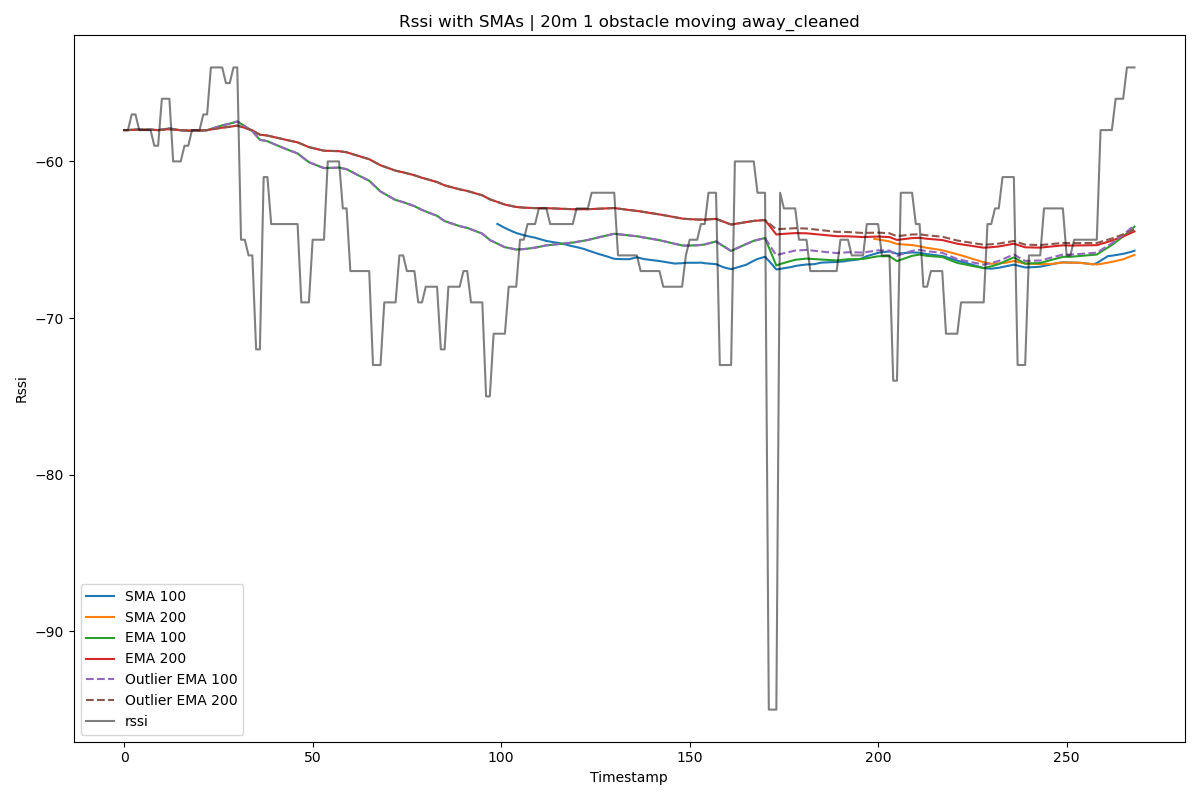 Rssi with SMAs | 20m 1 obstacle moving away_cleaned
Rssi
−60
−70
−80
−90
SMA 100
SMA 200
EMA 100
EMA 200
Outlier EMA 100
Outlier EMA 200
rssi
0 50 100 150 200 250
Timestamp